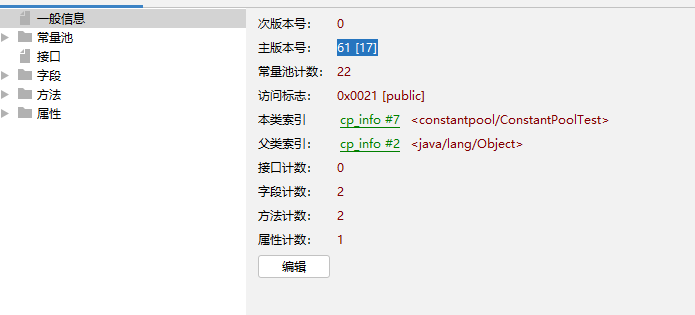 一般信息
常量池
接口
字段
方法
属性
次版本号： 0
主版本号： 61 [17]
常量池计数： 22
访问标志： 0x0021 [public]
本类索引 cp_info #7 <constantpool/ConstantPoolTest>
父类索引： cp_info #2 <java/lang/Object>
接口计数： 0
字段计数： 2
方法计数： 2
属性计数： 1
编辑